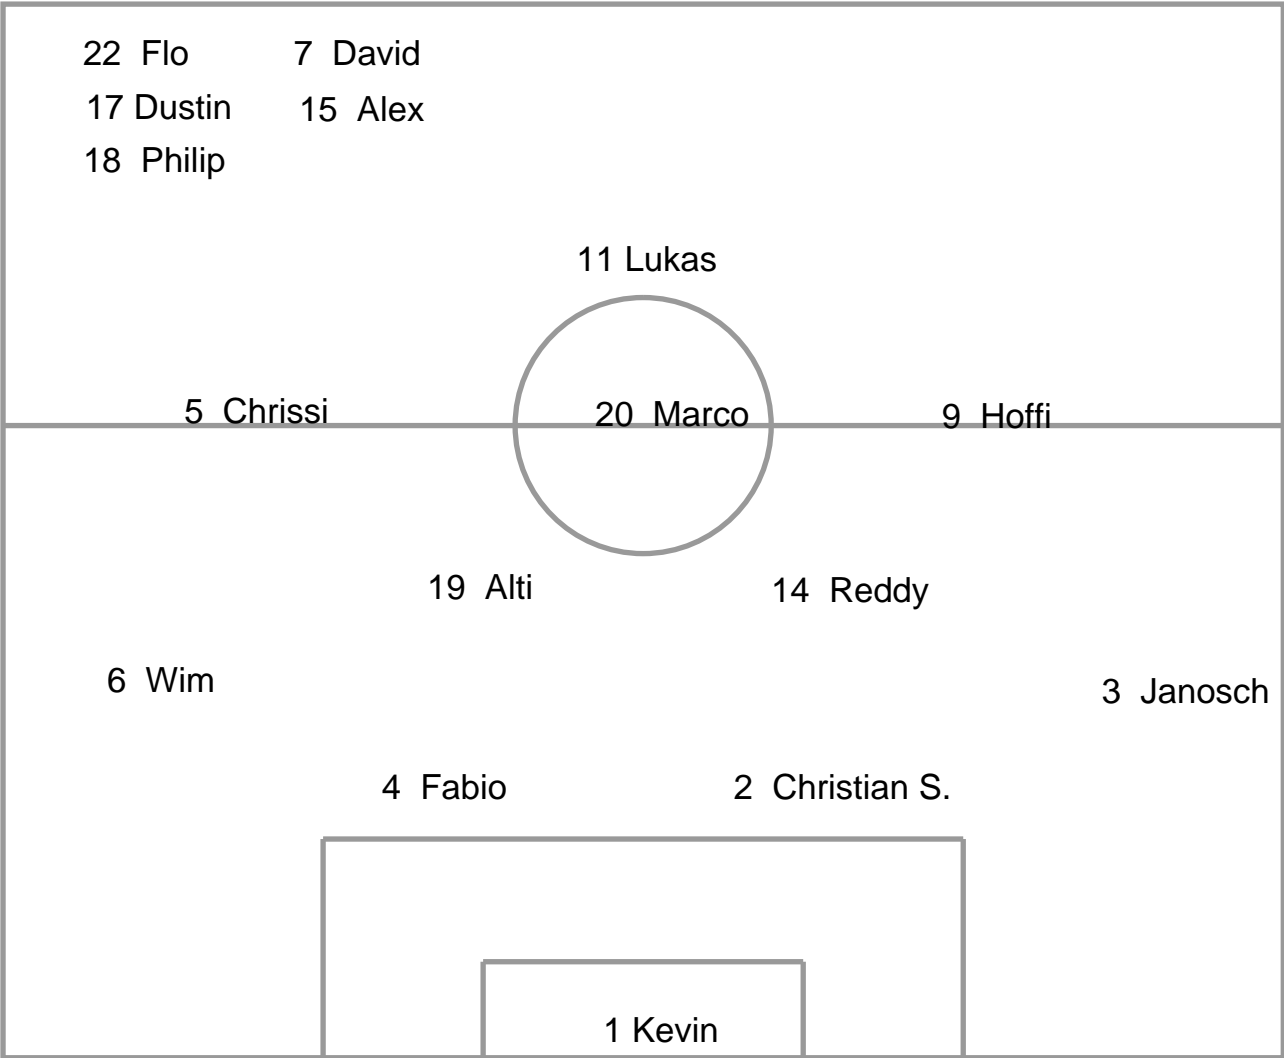 22 Flo 7 David
17 Dustin 15 Alex
18 Philip
11 Lukas
5 Chrissi 20 Marco 9 Hoffi
19 Alti 14 Reddy
6 Wim 3 Janosch
4 Fabio 2 Christian S.
1 Kevin